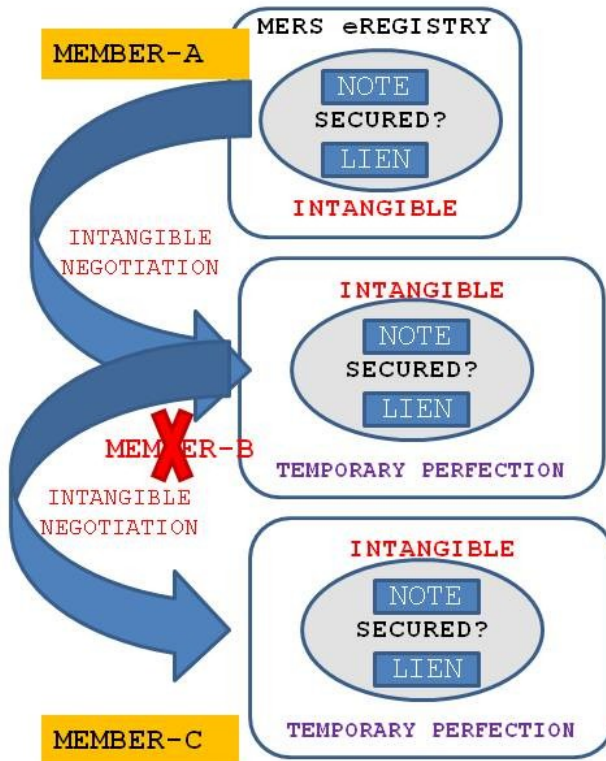 MERS eREGISTRY
MEMBER-A
NOTE
SECURED?
LIEN
INTANGIBLE
INTANGIBLE
NEGOTIATION
INTANGIBLE
NOTE
SECURED?
LIEN
MEMBER-B
TEMPORARY PERFECTION
INTANGIBLE
NEGOTIATION
INTANGIBLE
NOTE
SECURED?
LIEN
TEMPORARY PERFECTION
MEMBER-C